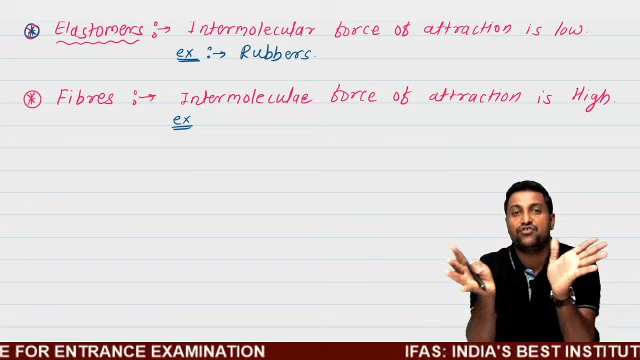 * Elastomers :→ Intermolecular force of attraction is low.
ex :→ Rubbers.
* Fibres :→ Intermolecular force of attraction is High.
ex
E FOR ENTRANCE EXAMINATION IFAS: INDIA'S BEST INSTITUT